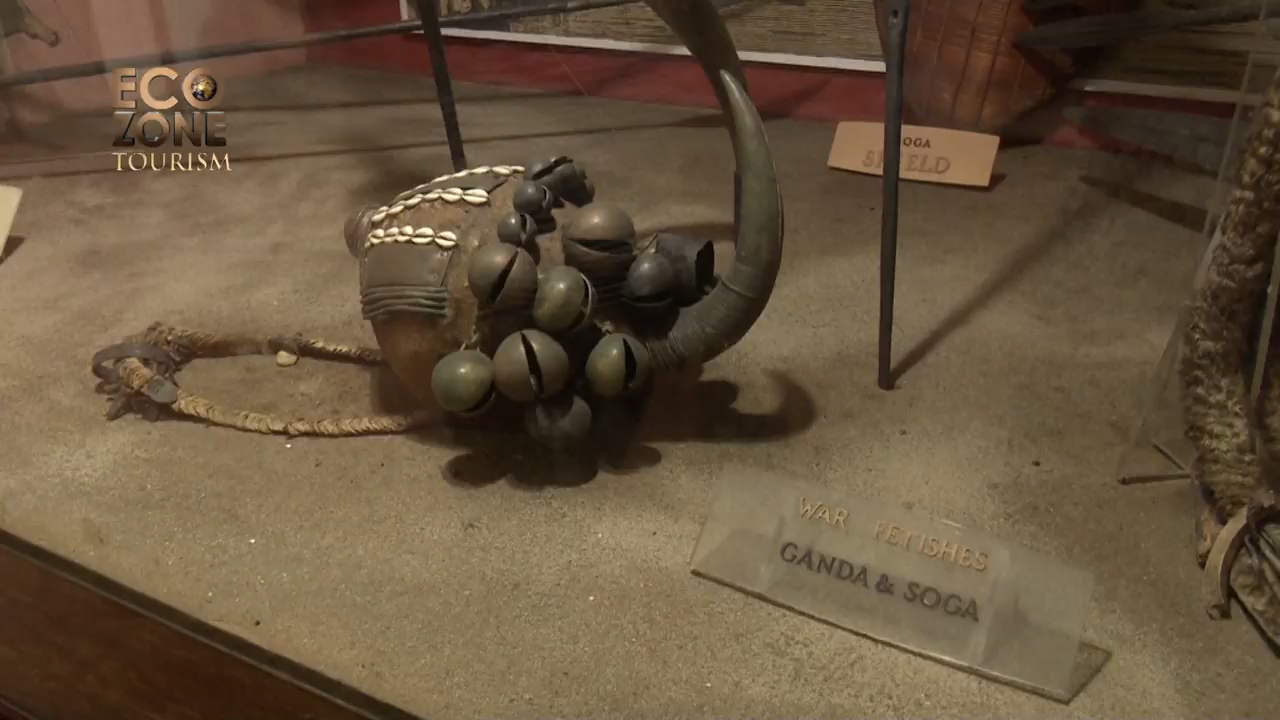 ECO
ZONE
TOURISM
OGA
SHIELD
WAR FETISHES
GANDA & SOGA